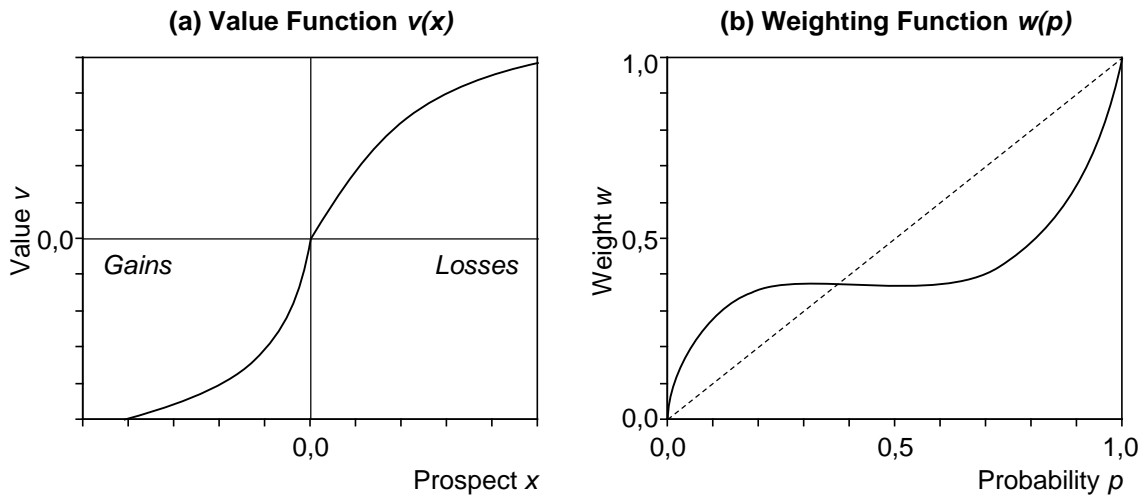 (a) Value Function v(x)
Value v
0,0
Gains
Losses
0,0
Prospect x
(b) Weighting Function w(p)
Weight w
1,0
0,5
0,0
0,0
0,5
1,0
Probability p